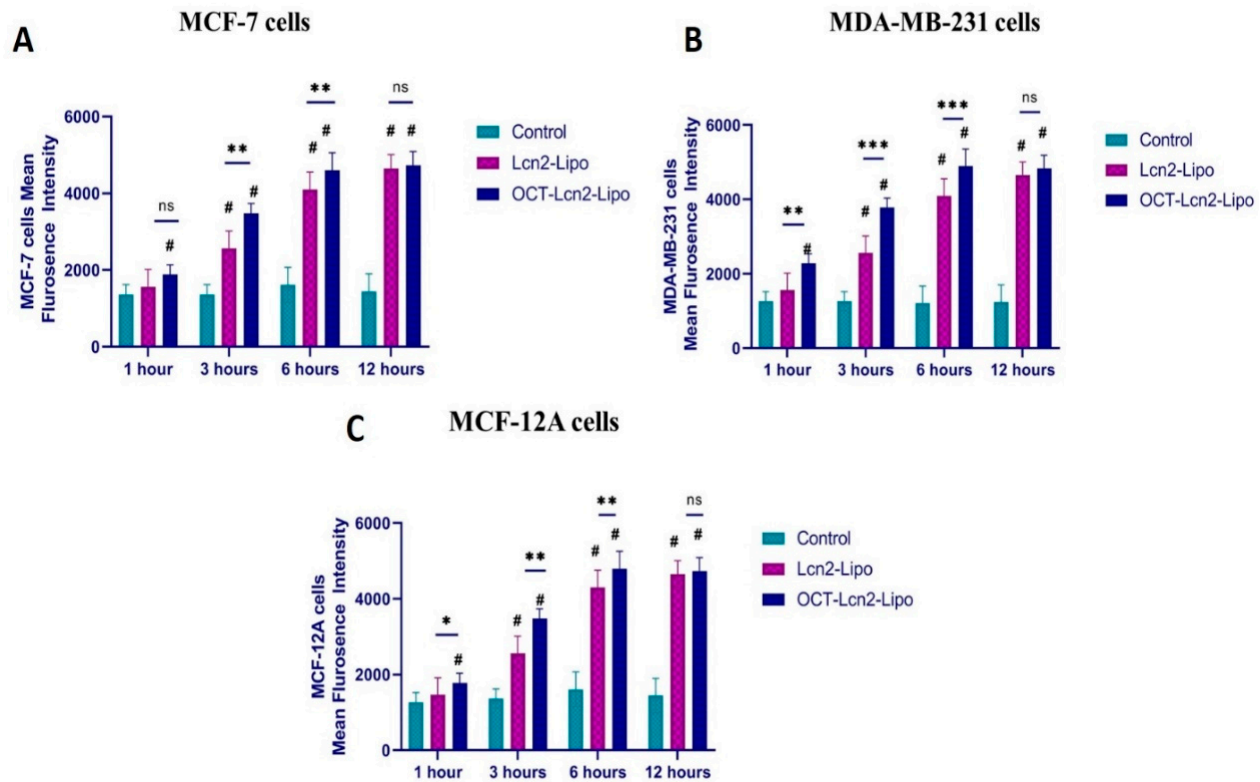 A
MCF-7 cells
MCF-7 cells Mean
Flurosence Intensity
6000
4000
2000
0
ns
#
**
# #
**
# #
ns
# #
1 hour 3 hours 6 hours 12 hours
Control
Lcn2-Lipo
OCT-Lcn2-Lipo
B
MDA-MB-231 cells
MDA-MB-231 cells
Mean Flurosence Intensity
6000
4000
2000
0
**
#
***
# #
***
# #
ns
# #
1 hour 3 hours 6 hours 12 hours
Control
Lcn2-Lipo
OCT-Lcn2-Lipo
C
MCF-12A cells
MCF-12A cells
Mean Flurosence Intensity
6000
4000
2000
0
*
#
**
# #
**
# #
ns
# #
1 hour 3 hours 6 hours 12 hours
Control
Lcn2-Lipo
OCT-Lcn2-Lipo